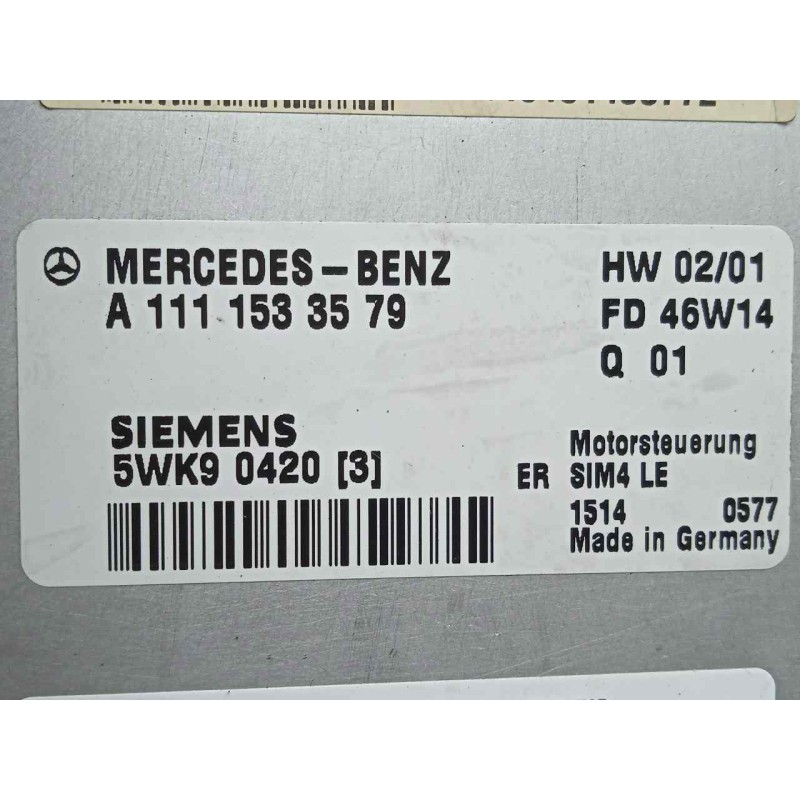 MERCEDES-BENZ
A 111 153 35 79
HW 02/01
FD 46W14
Q 01
SIEMENS
5WK9 0420 [3]
Motorsteuerung
ER SIM4 LE
1514 0577
Made in Germany